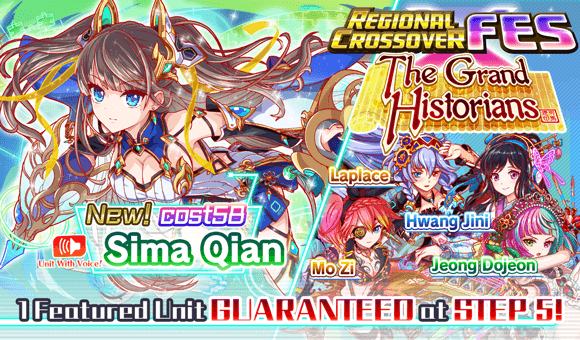 REGIONAL
CROSSOVER FES
The Grand
Historians
Laplace
Hwang Jini
Mo Zi
Jeong Dojeon
New! cost58
Unit With Voice!
Sima Qian
1 Featured Unit GUARANTEED at STEP 5!